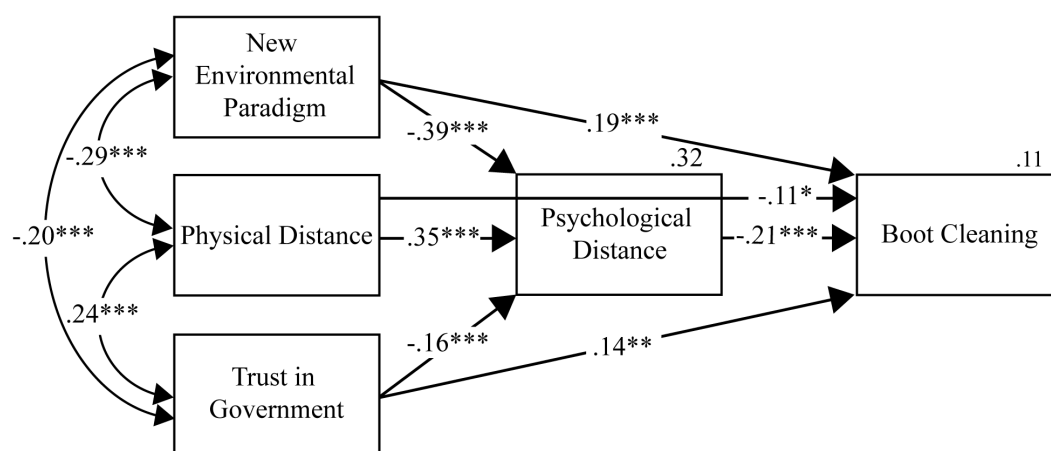 New
Environmental
Paradigm
-.39***
.19***
.32
.11
-.29***
-.20***
Physical Distance
.35***
Psychological
Distance
-.11*
-.21***
Boot Cleaning
.24***
-.16***
.14**
Trust in
Government